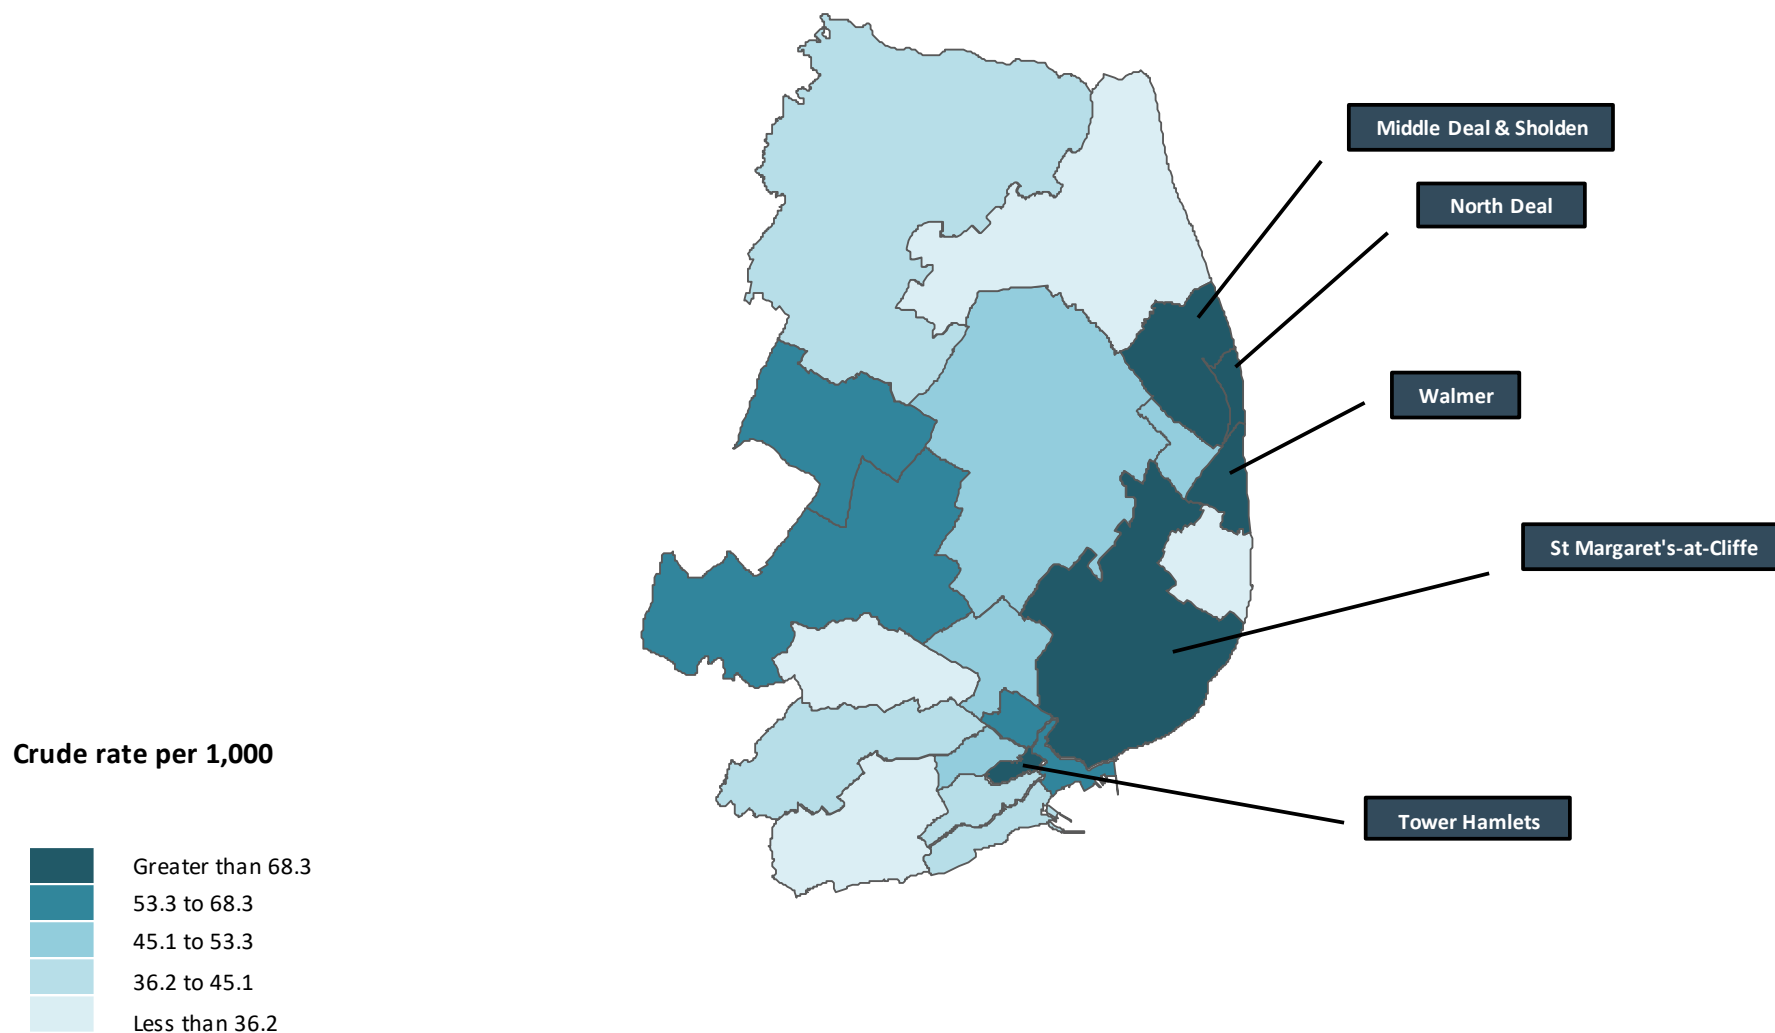 Middle Deal & Sholden
North Deal
Walmer
St Margaret's-at-Cliffe
Tower Hamlets
Crude rate per 1,000
Greater than 68.3
53.3 to 68.3
45.1 to 53.3
36.2 to 45.1
Less than 36.2